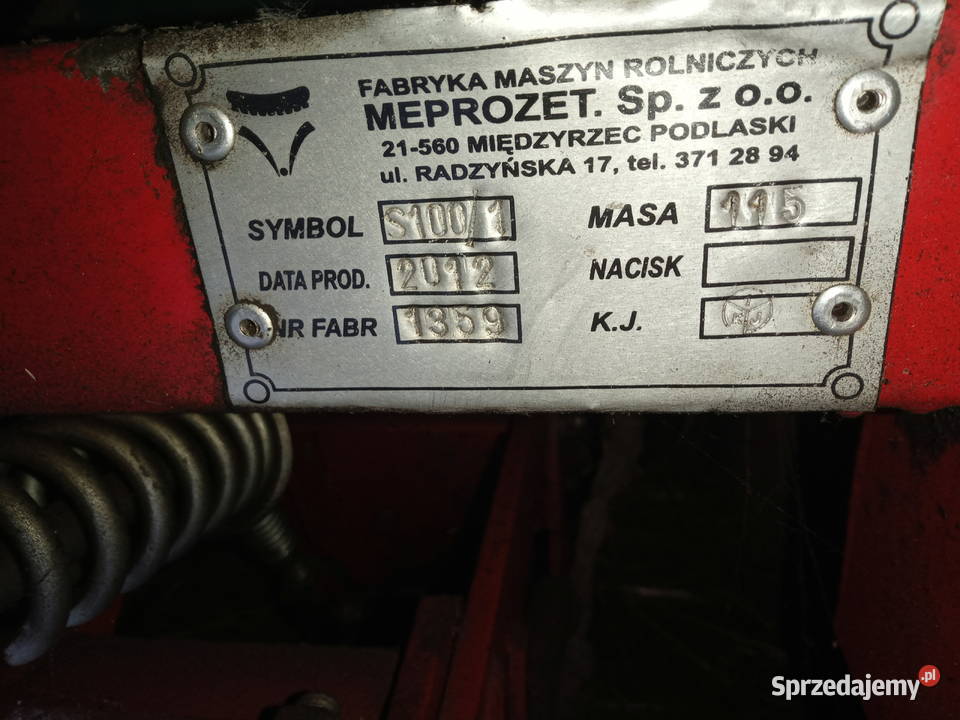 FABRYKA MASZYN ROLNICZYCH
MEPROZET. Sp. z o.o.
21-560 MIĘDZYRZEC PODLASKI
ul. RADZYŃSKA 17, tel. 371 28 94
SYMBOL S100/1 MASA 115
DATA PROD. 2012 NACISK
NR FABR 1359 K.J.
Sprzedajemy.pl